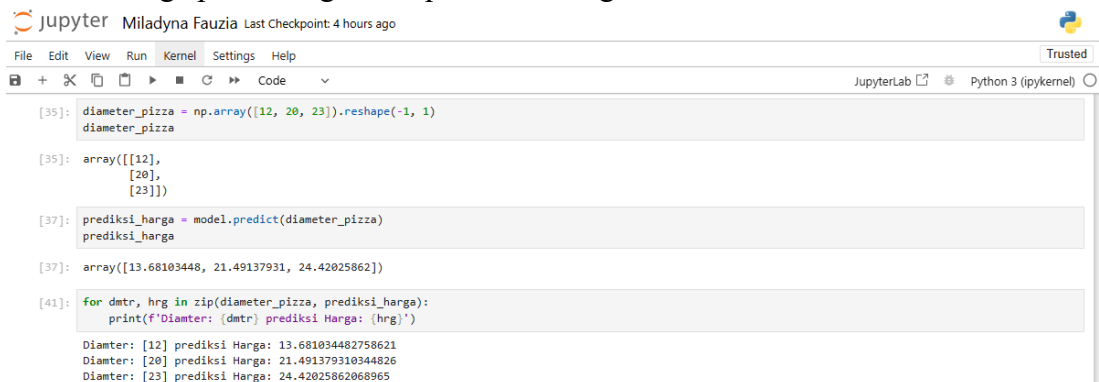 jupyter Miladyna Fauzia Last Checkpoint: 4 hours ago
File Edit View Run Kernel Settings Help Trusted
Code JupyterLab Python 3 (ipykernel)
[35]: diameter_pizza = np.array([12, 20, 23]).reshape(-1, 1)
diameter_pizza
[35]: array([[12],
[20],
[23]])
[37]: prediksi_harga = model.predict(diameter_pizza)
prediksi_harga
[37]: array([13.68103448, 21.49137931, 24.42025862])
[41]: for dmtr, hrg in zip(diameter_pizza, prediksi_harga):
print(f'Diamter: {dmtr} prediksi Harga: {hrg}')
Diamter: [12] prediksi Harga: 13.681034482758621
Diamter: [20] prediksi Harga: 21.491379310344826
Diamter: [23] prediksi Harga: 24.42025862068965